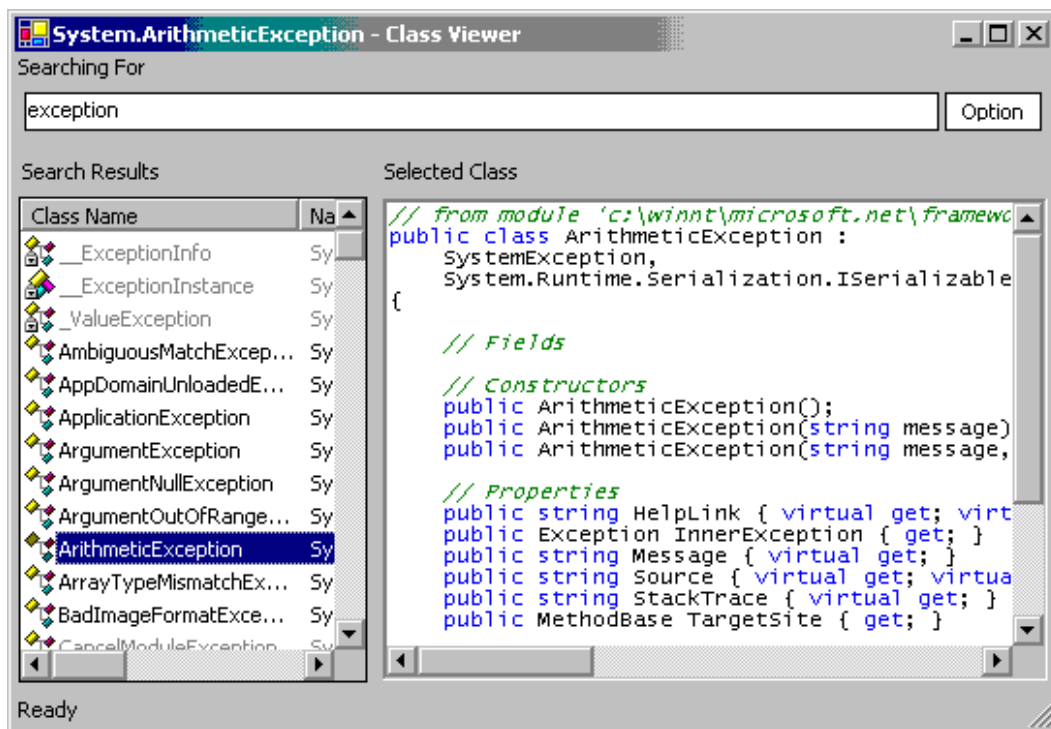 System.ArithmeticException - Class Viewer
Searching For
exception
Option
Search Results
Class Name Na
__ExceptionInfo Sy
__ExceptionInstance Sy
_ValueException Sy
AmbiguousMatchExcep... Sy
AppDomainUnloadedE... Sy
ApplicationException Sy
ArgumentException Sy
ArgumentNullException Sy
ArgumentOutOfRange... Sy
ArithmeticException Sy
ArrayTypeMismatchEx... Sy
BadImageFormatExce... Sy
CancelModuleException Sy
Selected Class
// from module 'c:\winnt\microsoft.net\framewo
public class ArithmeticException :
SystemException,
System.Runtime.Serialization.ISerializable
{
// Fields
// Constructors
public ArithmeticException();
public ArithmeticException(string message)
public ArithmeticException(string message,
// Properties
public string HelpLink { virtual get; virt
public Exception InnerException { get; }
public string Message { virtual get; }
public string Source { virtual get; virtua
public string StackTrace { virtual get; }
public MethodBase TargetSite { get; }
Ready